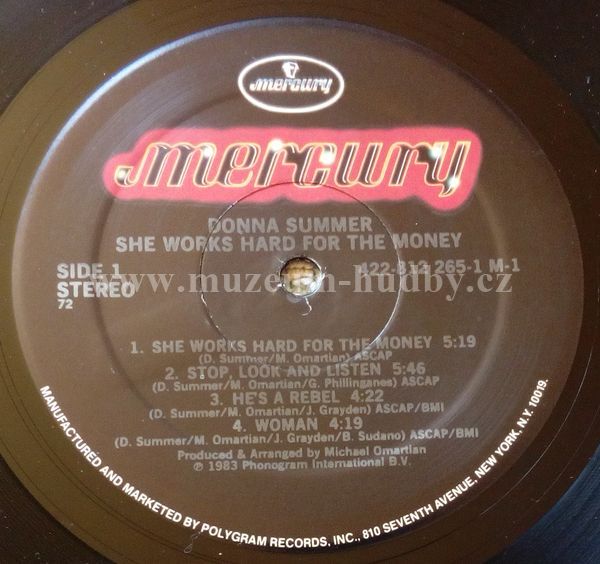 mercury
mercury
DONNA SUMMER
SHE WORKS HARD FOR THE MONEY
SIDE 1
STEREO
72
422-812 265-1 M-1
www.muzeum-hudby.cz
1. SHE WORKS HARD FOR THE MONEY 5:19
(D. Summer/M. Omartian) ASCAP
2. STOP, LOOK AND LISTEN 5:46
(D. Summer/M. Omartian/G. Phillinganes) ASCAP
3. HE'S A REBEL 4:22
(D. Summer/M. Omartian/J. Grayden) ASCAP/BMI
4. WOMAN 4:19
(D. Summer/M. Omartian/J. Grayden/B. Sudano) ASCAP/BMI
Produced & Arranged by Michael Omartian
℗ 1983 Phonogram International B.V.
MANUFACTURED AND MARKETED BY POLYGRAM RECORDS, INC., 810 SEVENTH AVENUE, NEW YORK, N.Y. 10019.